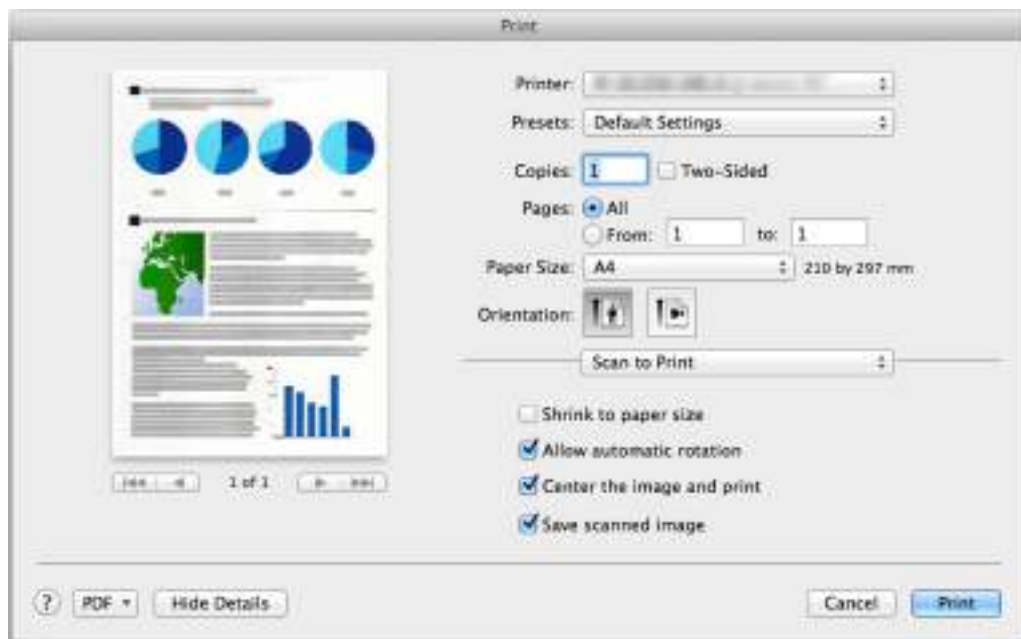 Print
Printer:
Presets: Default Settings
Copies: 1 Two-Sided
Pages: All
From: 1 to: 1
Paper Size: A4 210 by 297 mm
Orientation:
Scan to Print
Shrink to paper size
Allow automatic rotation
Center the image and print
Save scanned image
1 of 1
? PDF Hide Details Cancel Print